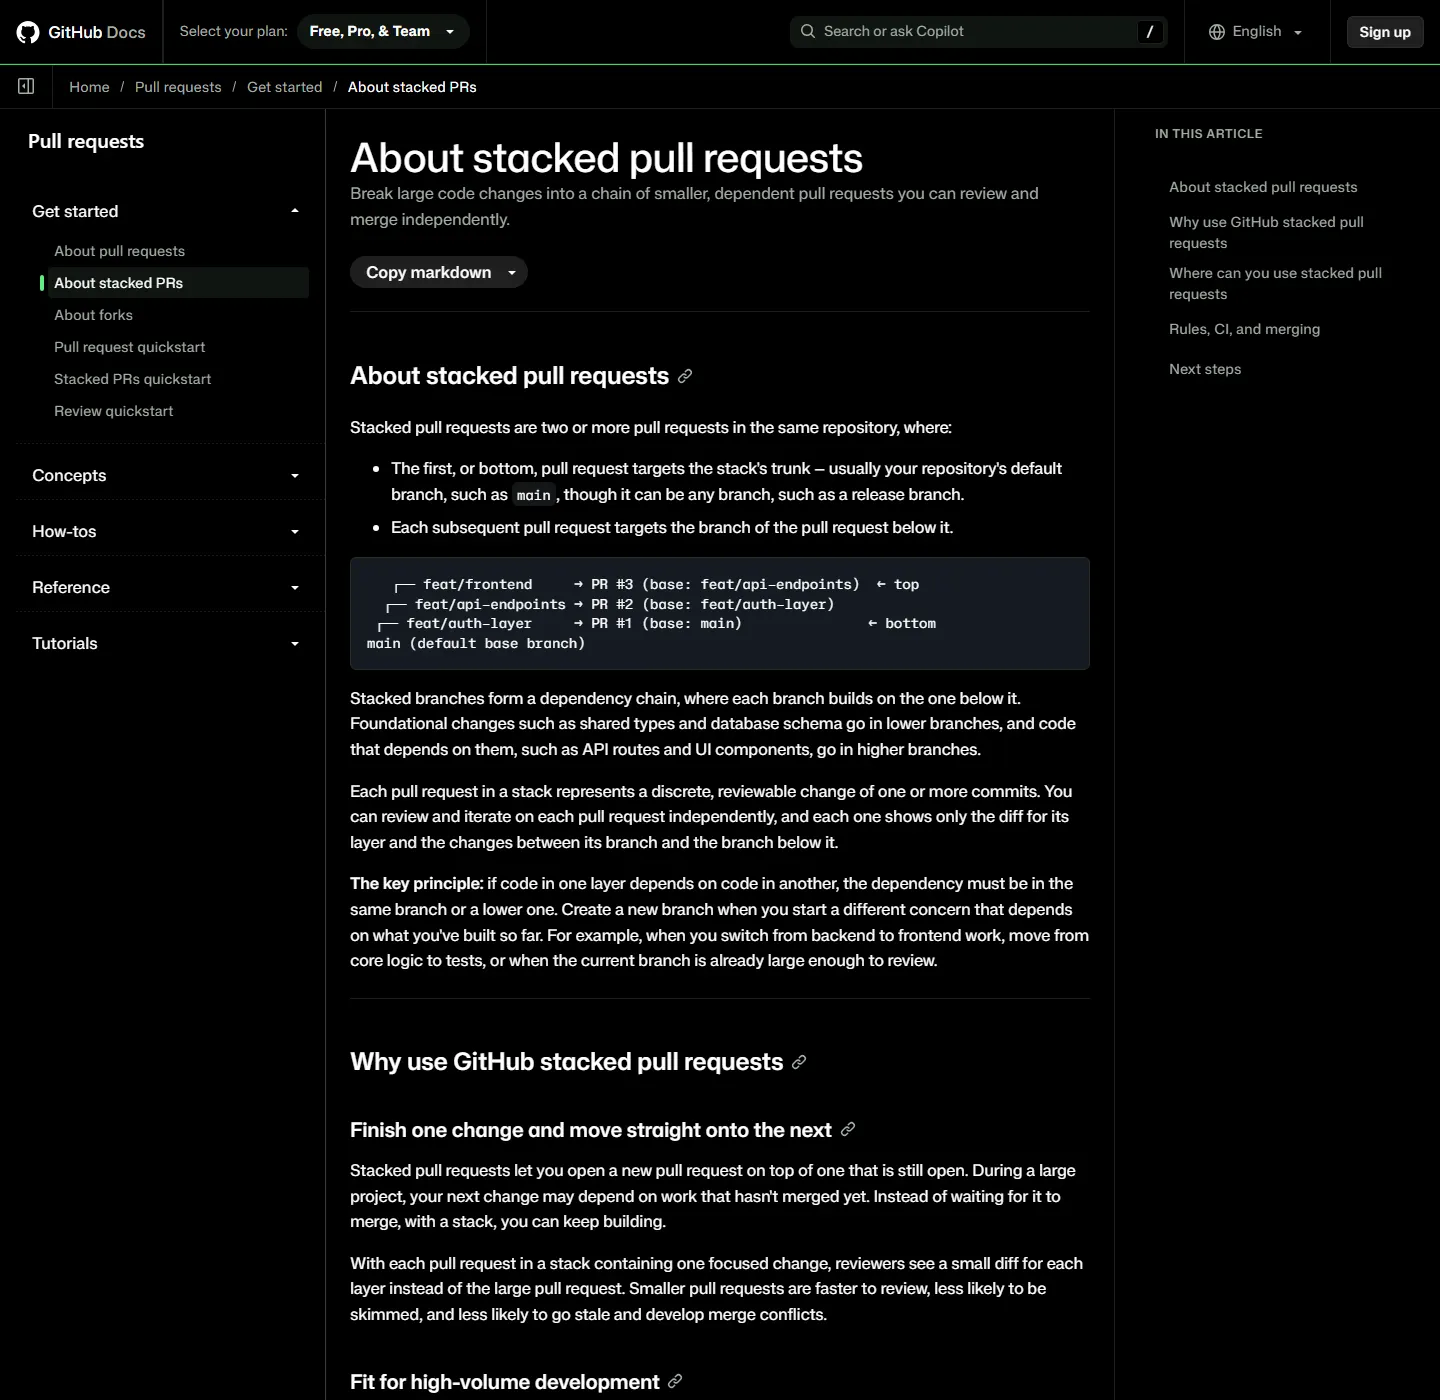 GitHub Docs
Select your plan: Free, Pro, & Team
Search or ask Copilot /
English
Sign up
Home / Pull requests / Get started / About stacked PRs
Pull requests
Get started
About pull requests
About stacked PRs
About forks
Pull request quickstart
Stacked PRs quickstart
Review quickstart
Concepts
How-tos
Reference
Tutorials
About stacked pull requests
Break large code changes into a chain of smaller, dependent pull requests you can review and
merge independently.
Copy markdown
About stacked pull requests
Stacked pull requests are two or more pull requests in the same repository, where:
• The first, or bottom, pull request targets the stack's trunk – usually your repository's default
branch, such as main, though it can be any branch, such as a release branch.
• Each subsequent pull request targets the branch of the pull request below it.
┌── feat/frontend     → PR #3 (base: feat/api-endpoints)  ← top
┌── feat/api-endpoints → PR #2 (base: feat/auth-layer)
┌── feat/auth-layer     → PR #1 (base: main)               ← bottom
main (default base branch)
Stacked branches form a dependency chain, where each branch builds on the one below it.
Foundational changes such as shared types and database schema go in lower branches, and code
that depends on them, such as API routes and UI components, go in higher branches.
Each pull request in a stack represents a discrete, reviewable change of one or more commits. You
can review and iterate on each pull request independently, and each one shows only the diff for its
layer and the changes between its branch and the branch below it.
The key principle: if code in one layer depends on code in another, the dependency must be in the
same branch or a lower one. Create a new branch when you start a different concern that depends
on what you've built so far. For example, when you switch from backend to frontend work, move from
core logic to tests, or when the current branch is already large enough to review.
Why use GitHub stacked pull requests
Finish one change and move straight onto the next
Stacked pull requests let you open a new pull request on top of one that is still open. During a large
project, your next change may depend on work that hasn't merged yet. Instead of waiting for it to
merge, with a stack, you can keep building.
With each pull request in a stack containing one focused change, reviewers see a small diff for each
layer instead of the large pull request. Smaller pull requests are faster to review, less likely to be
skimmed, and less likely to go stale and develop merge conflicts.
Fit for high-volume development
IN THIS ARTICLE
About stacked pull requests
Why use GitHub stacked pull
requests
Where can you use stacked pull
requests
Rules, CI, and merging
Next steps